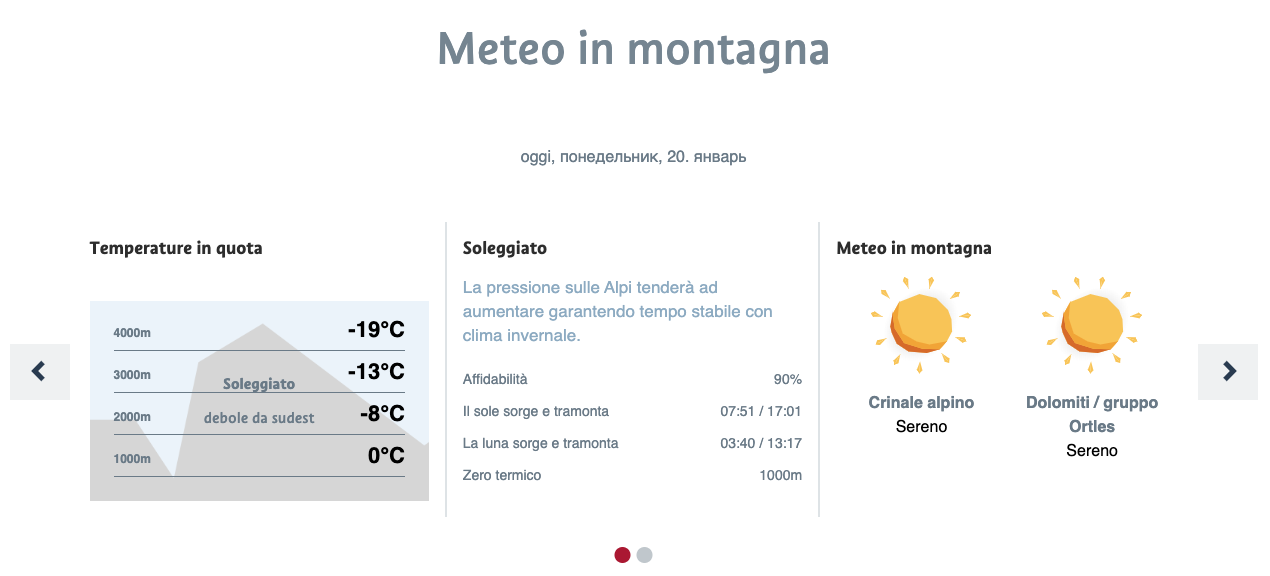 Meteo in montagna
oggi, понедельник, 20. январь
Temperature in quota
4000m -19°C
3000m -13°C
Soleggiato
2000m -8°C
debole da sudest
1000m 0°C
Soleggiato
La pressione sulle Alpi tenderà ad
aumentare garantendo tempo stabile con
clima invernale.
Affidabilità 90%
Il sole sorge e tramonta 07:51 / 17:01
La luna sorge e tramonta 03:40 / 13:17
Zero termico 1000m
Meteo in montagna
Crinale alpino
Sereno
Dolomiti / gruppo
Ortles
Sereno